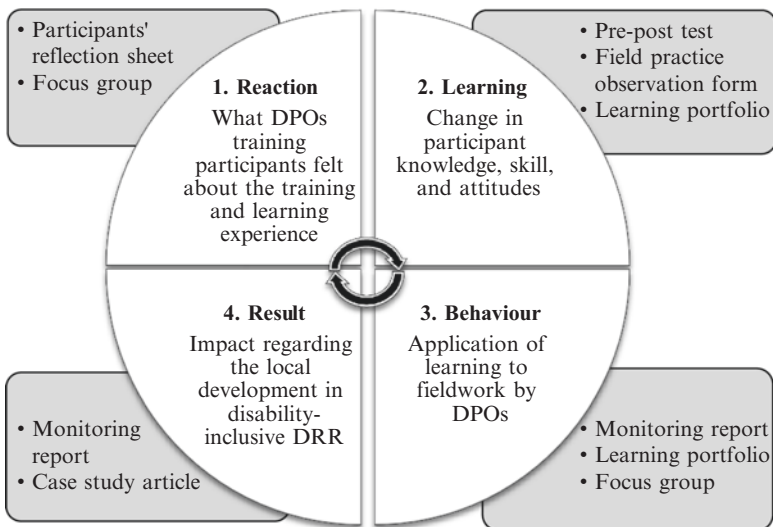 • Participants'
reflection sheet
• Focus group
1. Reaction
What DPOs
training
participants felt
about the training
and learning
experience
2. Learning
Change in
participant
knowledge, skill,
and attitudes
• Pre-post test
• Field practice
observation form
• Learning portfolio
4. Result
Impact regarding
the local
development in
disability-
inclusive DRR
• Monitoring
report
• Case study article
3. Behaviour
Application of
learning to
fieldwork by
DPOs
• Monitoring report
• Learning portfolio
• Focus group